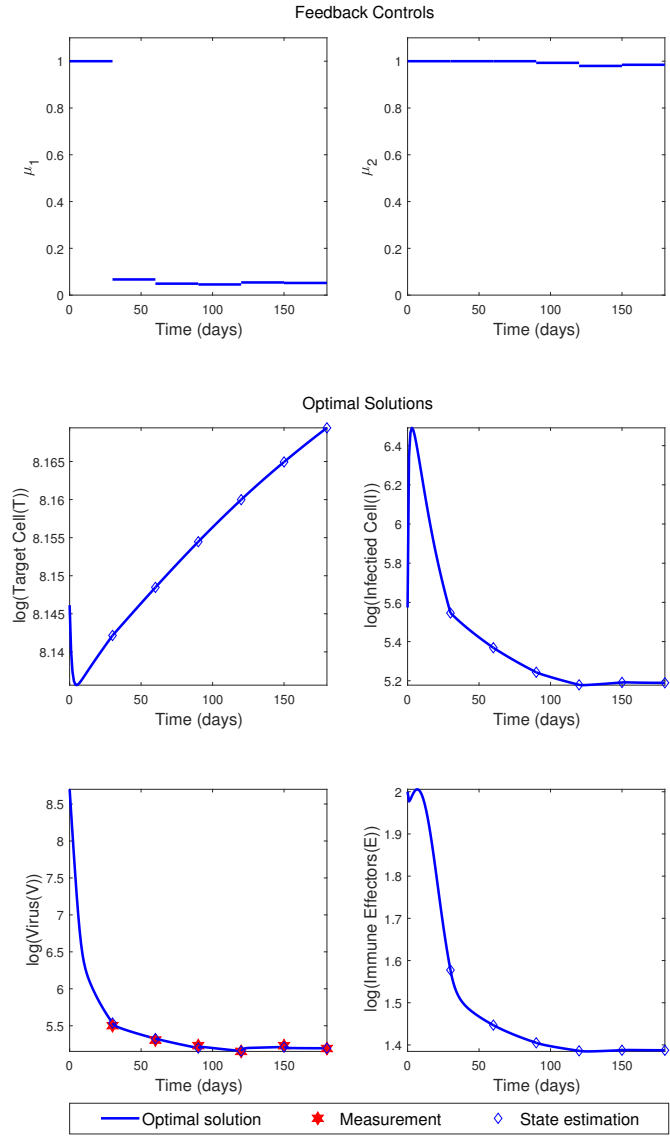 Feedback Controls
1
0.8
0.6
0.4
0.2
0
μ1
0 50 100 150
Time (days)
1
0.8
0.6
0.4
0.2
0
μ2
0 50 100 150
Time (days)
Optimal Solutions
8.165
8.16
8.155
8.15
8.145
8.14
log(Target Cell(T)
0 50 100 150
Time (days)
6.4
6.2
6
5.8
5.6
5.4
5.2
log(Infectied Cell(I)
0 50 100 150
Time (days)
8.5
8
7.5
7
6.5
6
5.5
log(Virus(V))
0 50 100 150
Time (days)
2
1.9
1.8
1.7
1.6
1.5
1.4
log(Immune Effectors(E)
0 50 100 150
Time (days)
Optimal solution Measurement State estimation